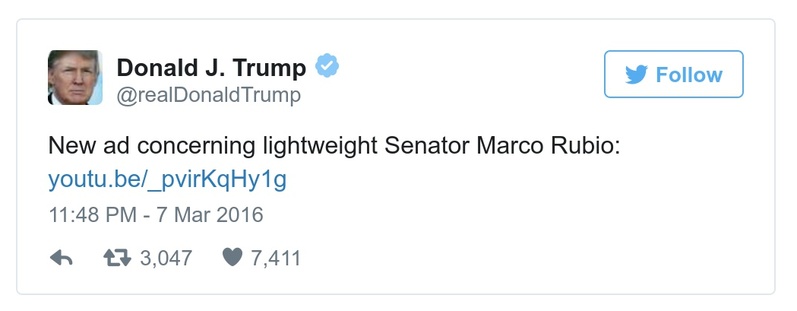 Donald J. Trump
@realDonaldTrump
Follow
New ad concerning lightweight Senator Marco Rubio:
youtu.be/_pvirKqHy1g
11:48 PM - 7 Mar 2016
3,047 7,411